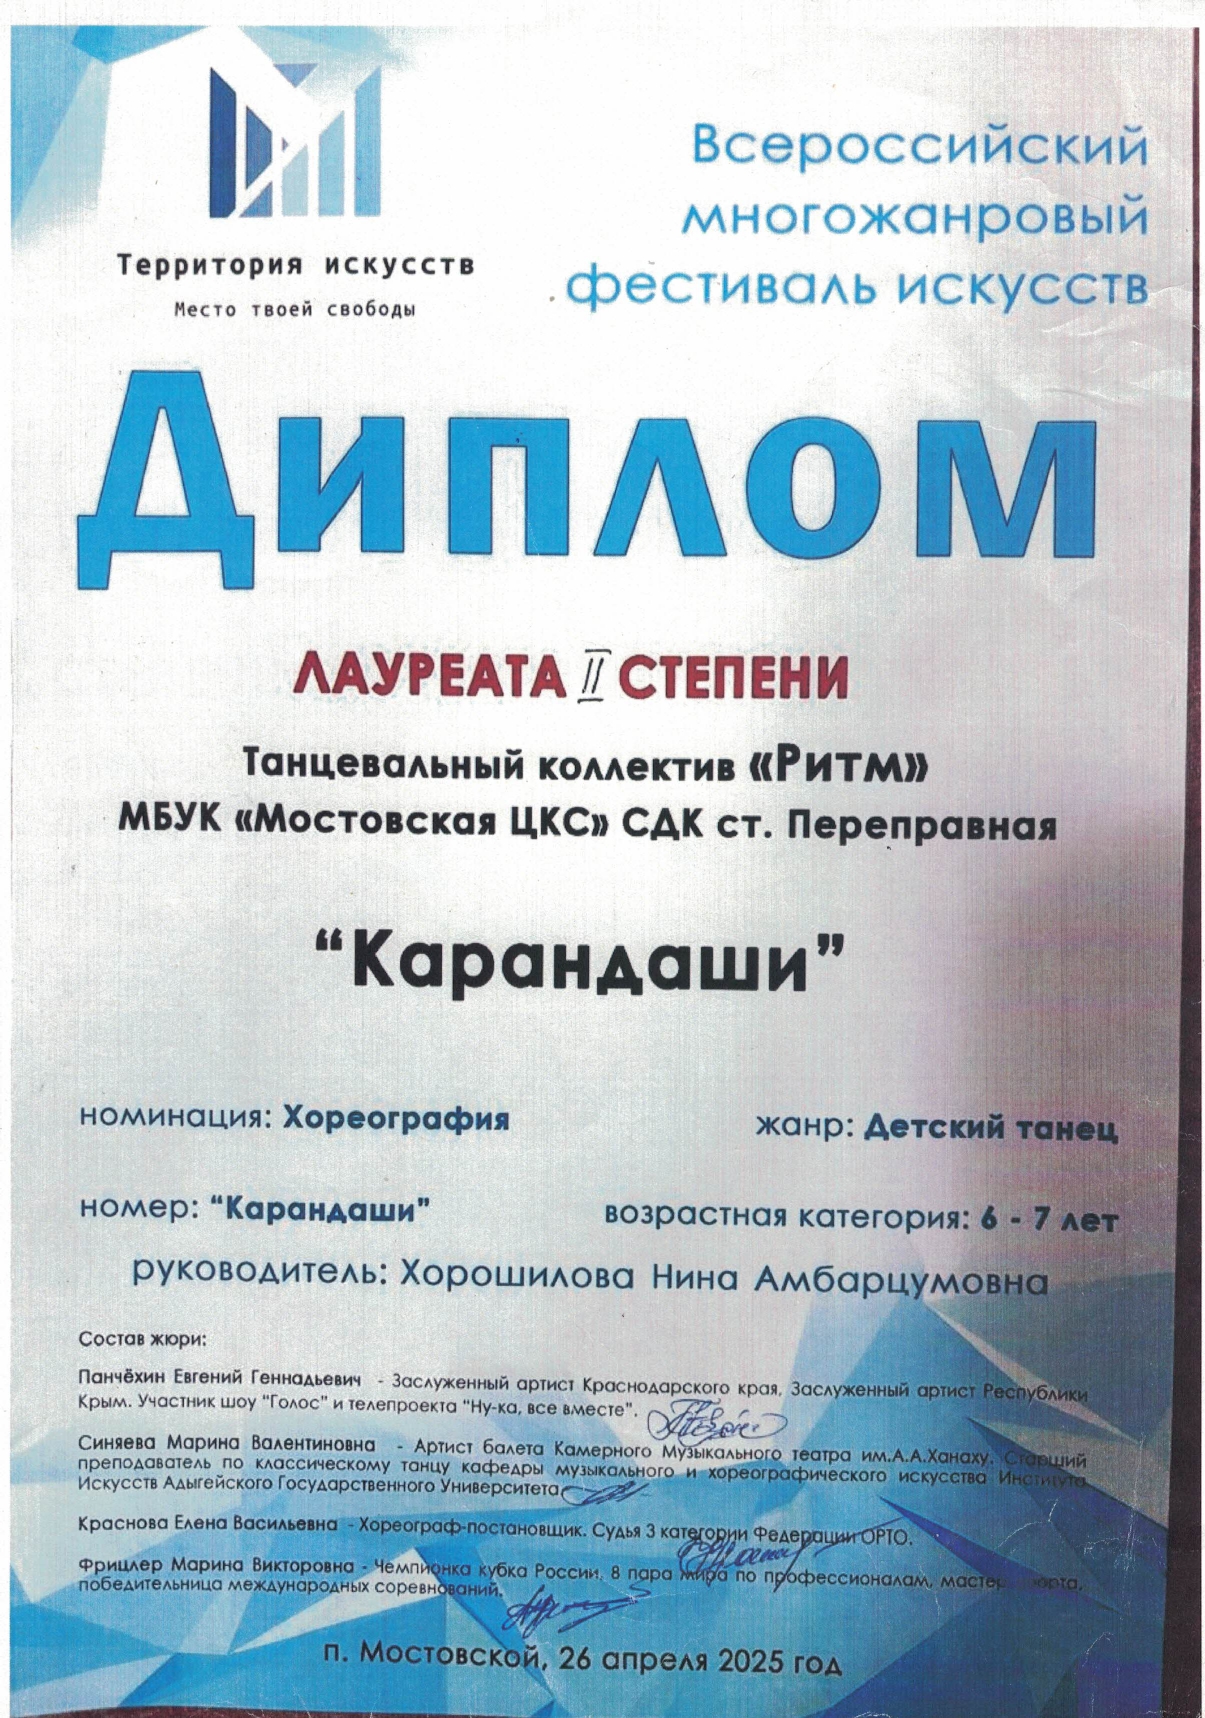 Территория искусств
Место твоей свободы
Всероссийский
многожанровый
фестиваль искусств
Диплом
ЛАУРЕАТА II СТЕПЕНИ
Танцевальный коллектив «Ритм»
МБУК «Мостовская ЦКС» СДК ст. Переправная
“Карандаши”
номинация: Хореография
жанр: Детский танец
номер: “Карандаши”
возрастная категория: 6 - 7 лет
руководитель: Хорошилова Нина Амбарцумовна
Состав жюри:
Панчёхин Евгений Геннадьевич - Заслуженный артист Краснодарского края, Заслуженный артист Республики
Крым. Участник шоу "Голос" и телепроекта "Ну-ка, все вместе".
Синяева Марина Валентиновна - Артист балета Камерного Музыкального театра им.А.А.Ханаху. Старший
преподаватель по классическому танцу кафедры музыкального и хореографического искусства Института
Искусств Адыгейского Государственного Университета
Краснова Елена Васильевна - Хореограф-постановщик. Судья 3 категории Федерации ОРТО.
Фрицлер Марина Викторовна - Чемпионка кубка России, 8 пара мира по профессионалам, мастер спорта,
победительница международных соревнований.
п. Мостовской, 26 апреля 2025 год